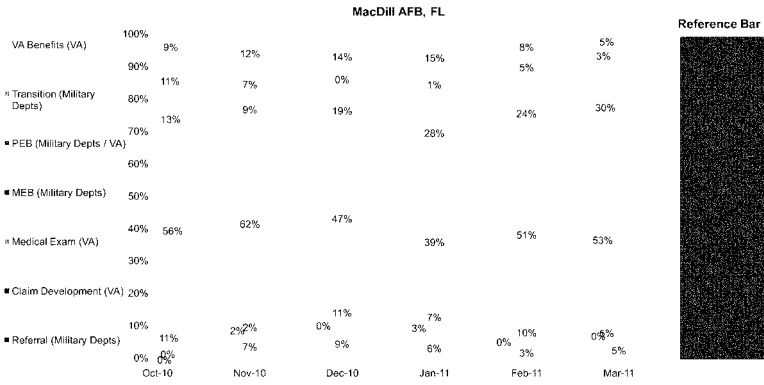 MacDill AFB, FL
Reference Bar
VA Benefits (VA)
Transition (Military
Depts)
PEB (Military Depts / VA)
MEB (Military Depts)
Medical Exam (VA)
Claim Development (VA)
Referral (Military Depts)
100%
90%
80%
70%
60%
50%
40%
30%
20%
10%
0%
9% 12% 14% 15% 8% 5%
11% 7% 0% 1% 5% 3%
13% 9% 19% 28% 24% 30%
56% 62% 47% 39% 51% 53%
11% 2% 11% 7% 10% 5%
0% 2% 0% 3% 0% 0%
0% 7% 9% 6% 3% 5%
Oct-10 Nov-10 Dec-10 Jan-11 Feb-11 Mar-11